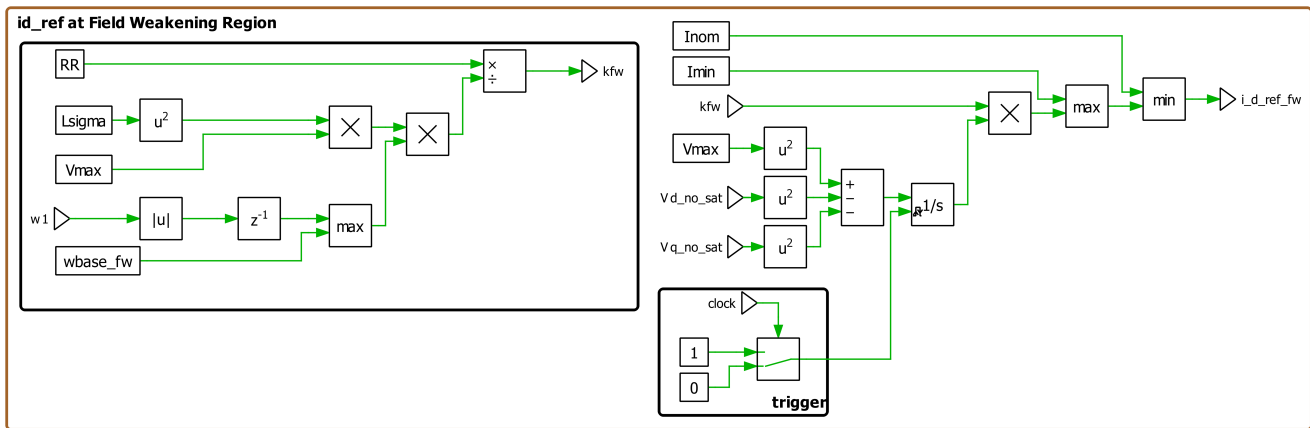 id_ref at Field Weakening Region
RR
×
÷
kfw
Lsigma
u²
Vmax
w1
|u|
z⁻¹
max
wbase_fw
Inom
Imin
kfw
max
min
i_d_ref_fw
Vmax
u²
Vd_no_sat
u²
+
−
−
1/s
Vq_no_sat
u²
clock
1
0
trigger